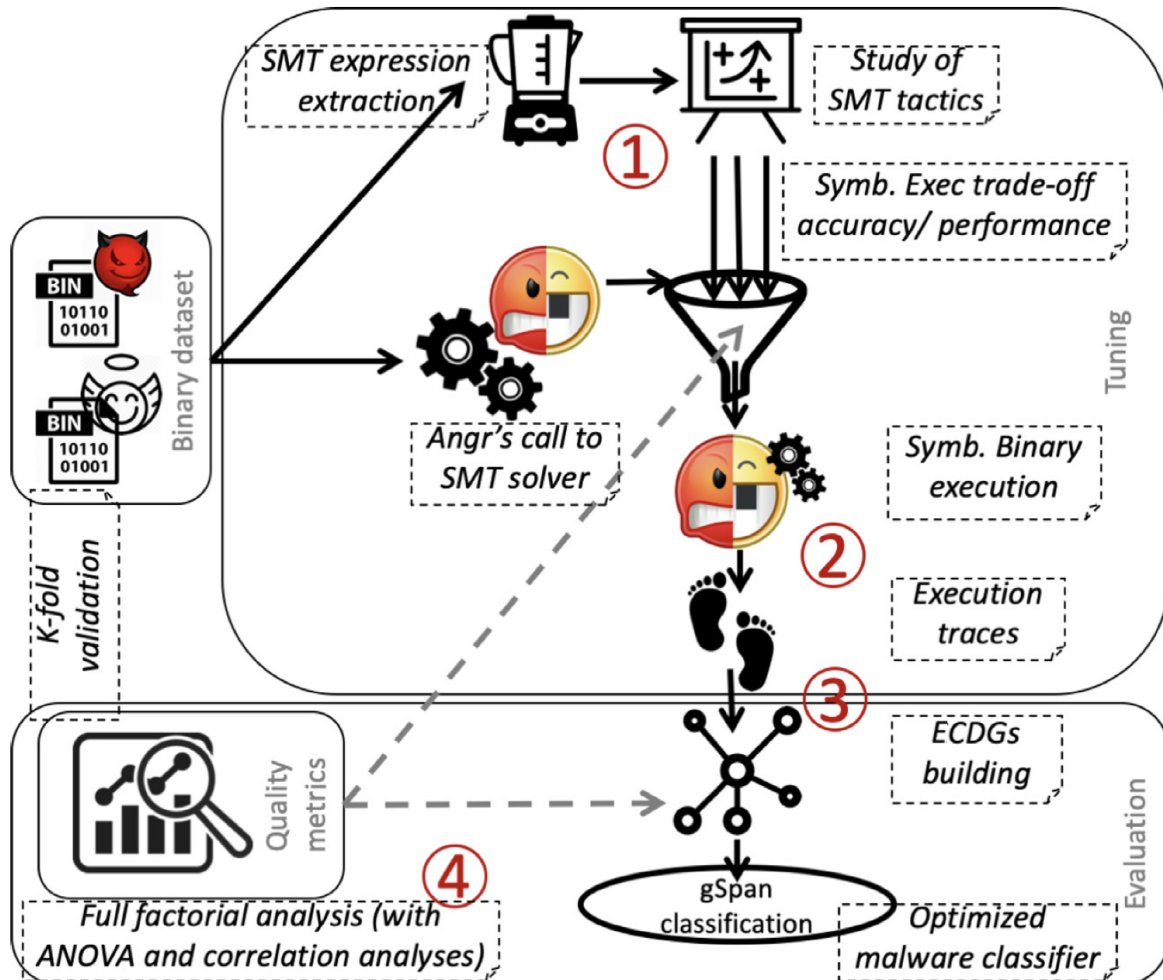 SMT expression
extraction
Study of
SMT tactics
1
Symb. Exec trade-off
accuracy/ performance
BIN
10110
01001
BIN
10110
01001
Binary dataset
Tuning
Angr's call to
SMT solver
Symb. Binary
execution
2
K-fold
validation
Execution
traces
3
ECDGs
building
Quality
metrics
Evaluation
4
gSpan
classification
Full factorial analysis (with
ANOVA and correlation analyses)
Optimized
malware classifier